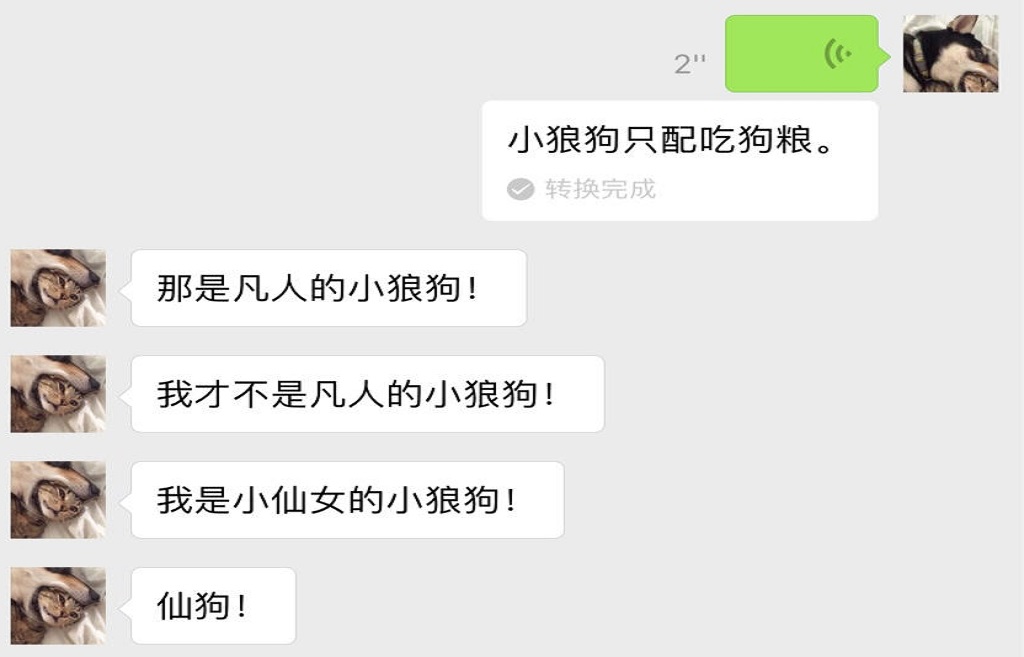 2''
小狼狗只配吃狗粮。
转换完成
那是凡人的小狼狗!
我才不是凡人的小狼狗!
我是小仙女的小狼狗!
仙狗!